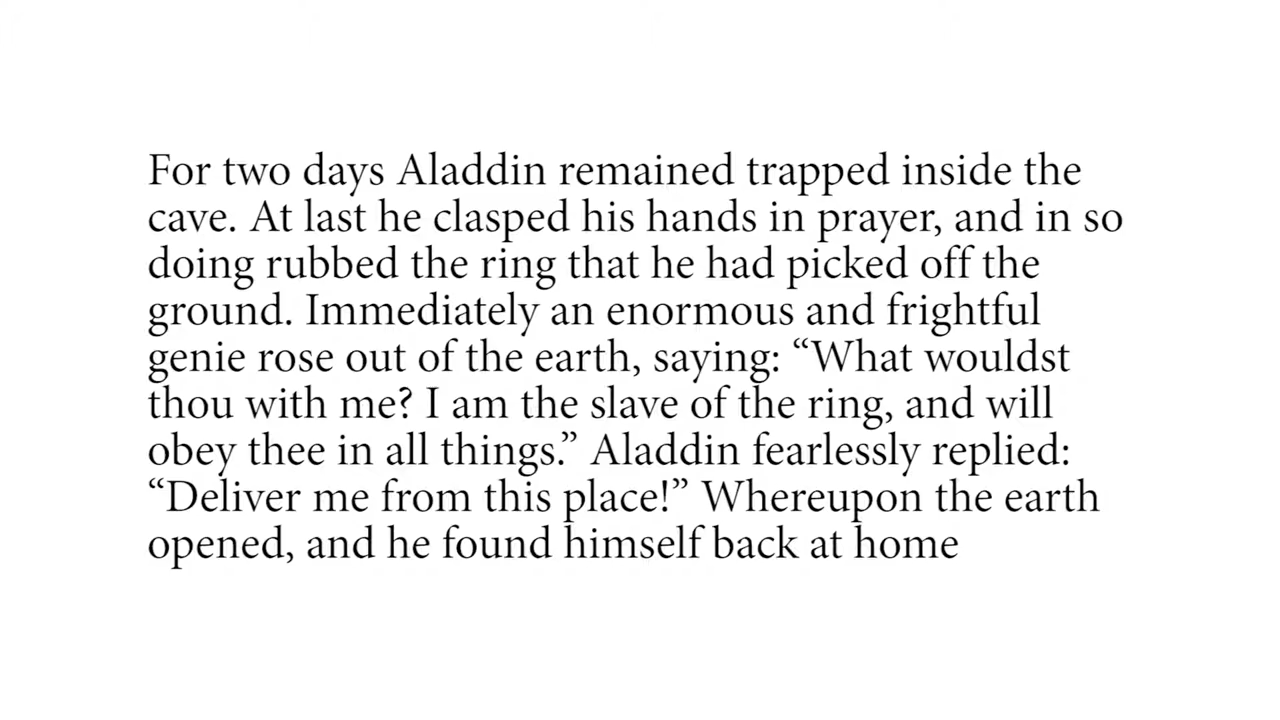 For two days Aladdin remained trapped inside the
cave. At last he clasped his hands in prayer, and in so
doing rubbed the ring that he had picked off the
ground. Immediately an enormous and frightful
genie rose out of the earth, saying: “What wouldst
thou with me? I am the slave of the ring, and will
obey thee in all things.” Aladdin fearlessly replied:
“Deliver me from this place!” Whereupon the earth
opened, and he found himself back at home